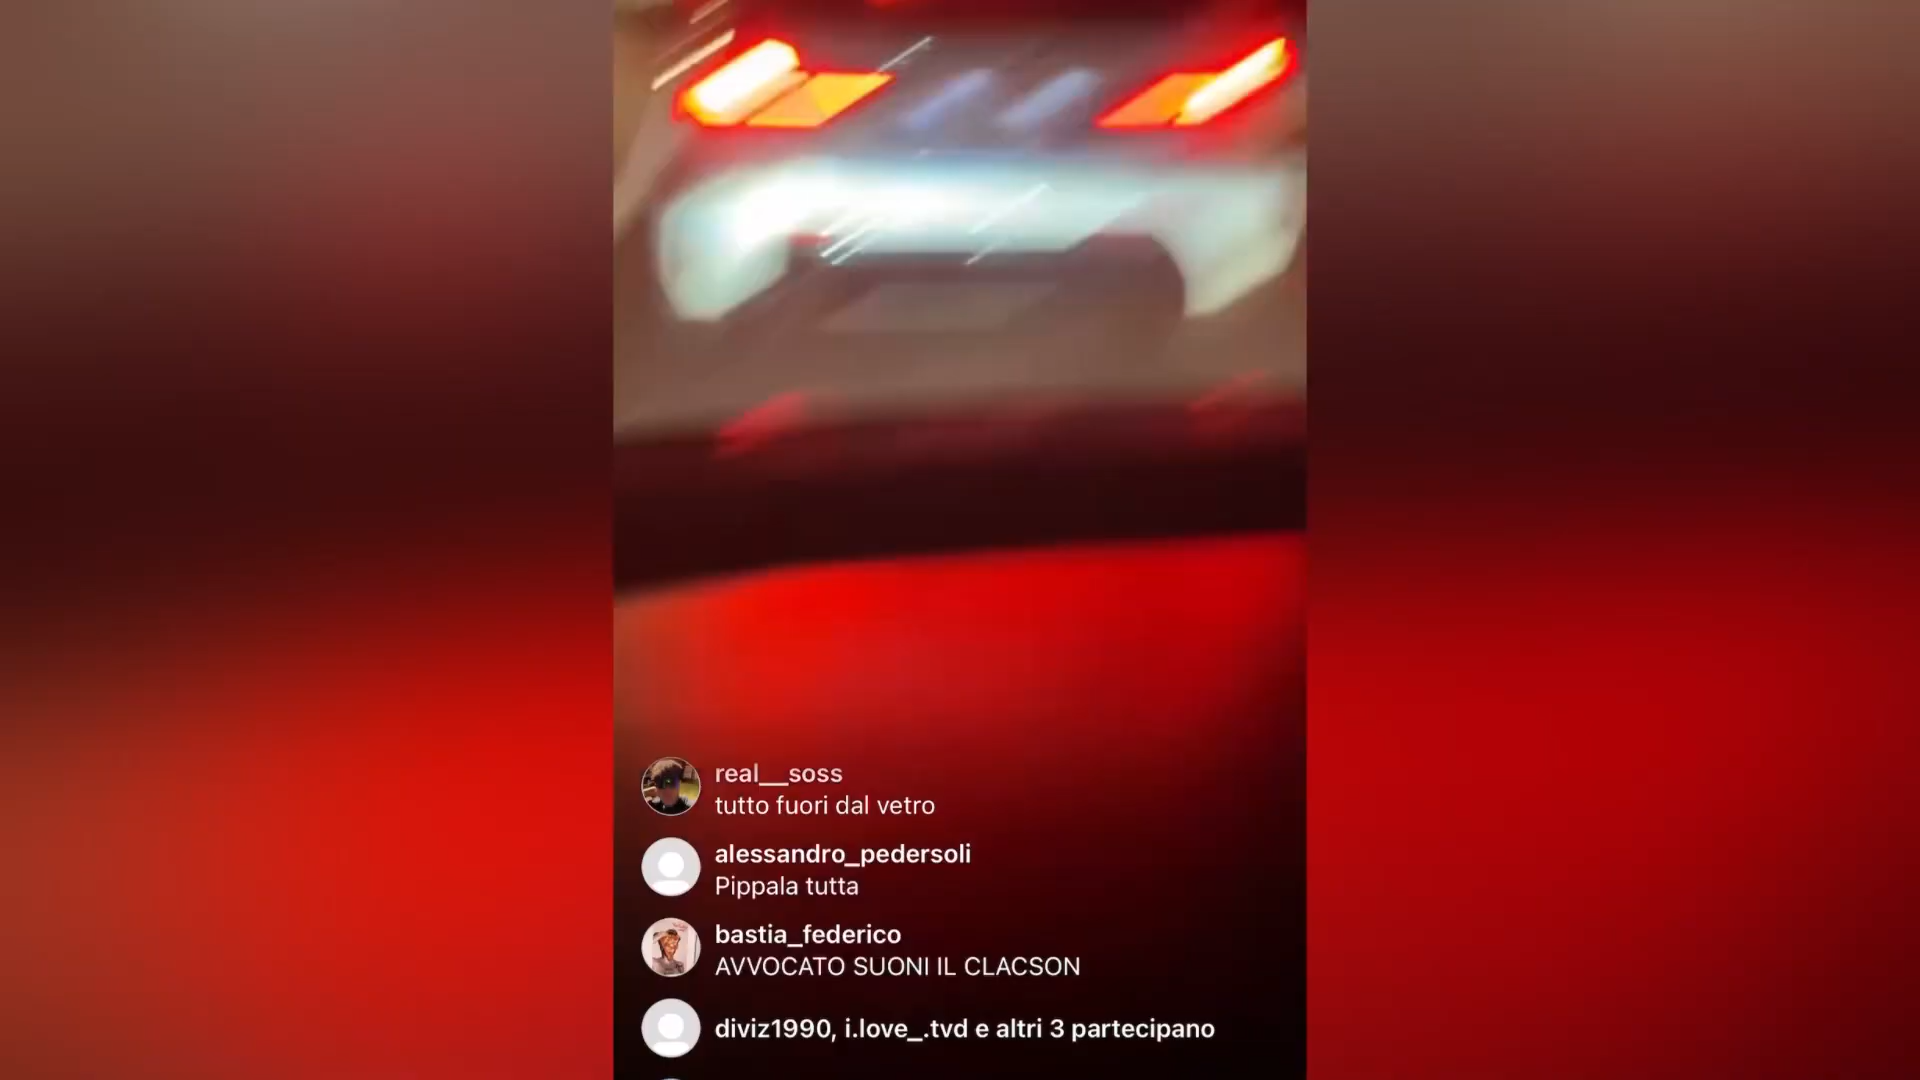 real__soss
tutto fuori dal vetro
alessandro_pedersoli
Pippala tutta
bastia_federico
AVVOCATO SUONI IL CLACSON
diviz1990, i.love_.tvd e altri 3 partecipano